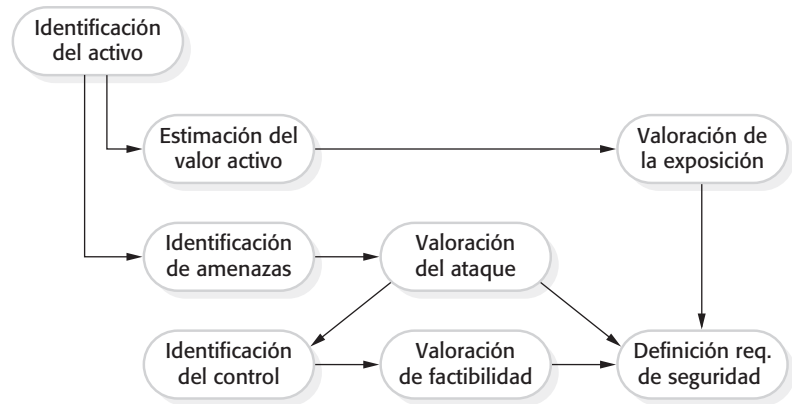 Identificación
del activo
Estimación del
valor activo
Valoración de
la exposición
Identificación
de amenazas
Valoración
del ataque
Identificación
del control
Valoración
de factibilidad
Definición req.
de seguridad